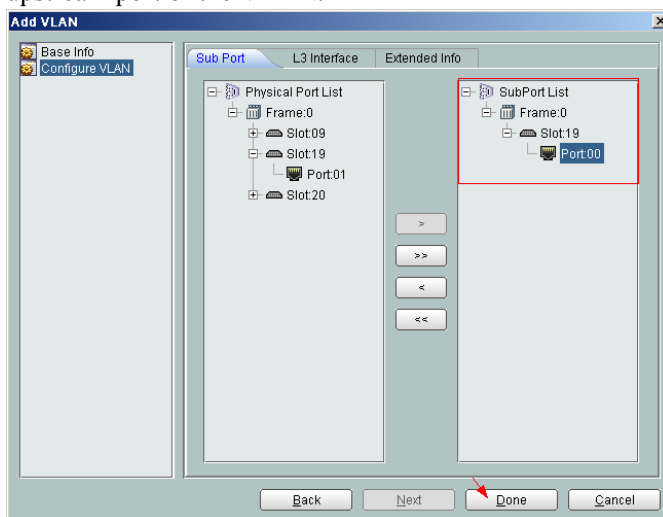 Add VLAN
Base Info
Configure VLAN
Sub Port L3 Interface Extended Info
Physical Port List
Frame:0
Slot:09
Slot:19
Port:01
Slot:20
>
>>
<
<<
SubPort List
Frame:0
Slot:19
Port:00
Back Next Done Cancel